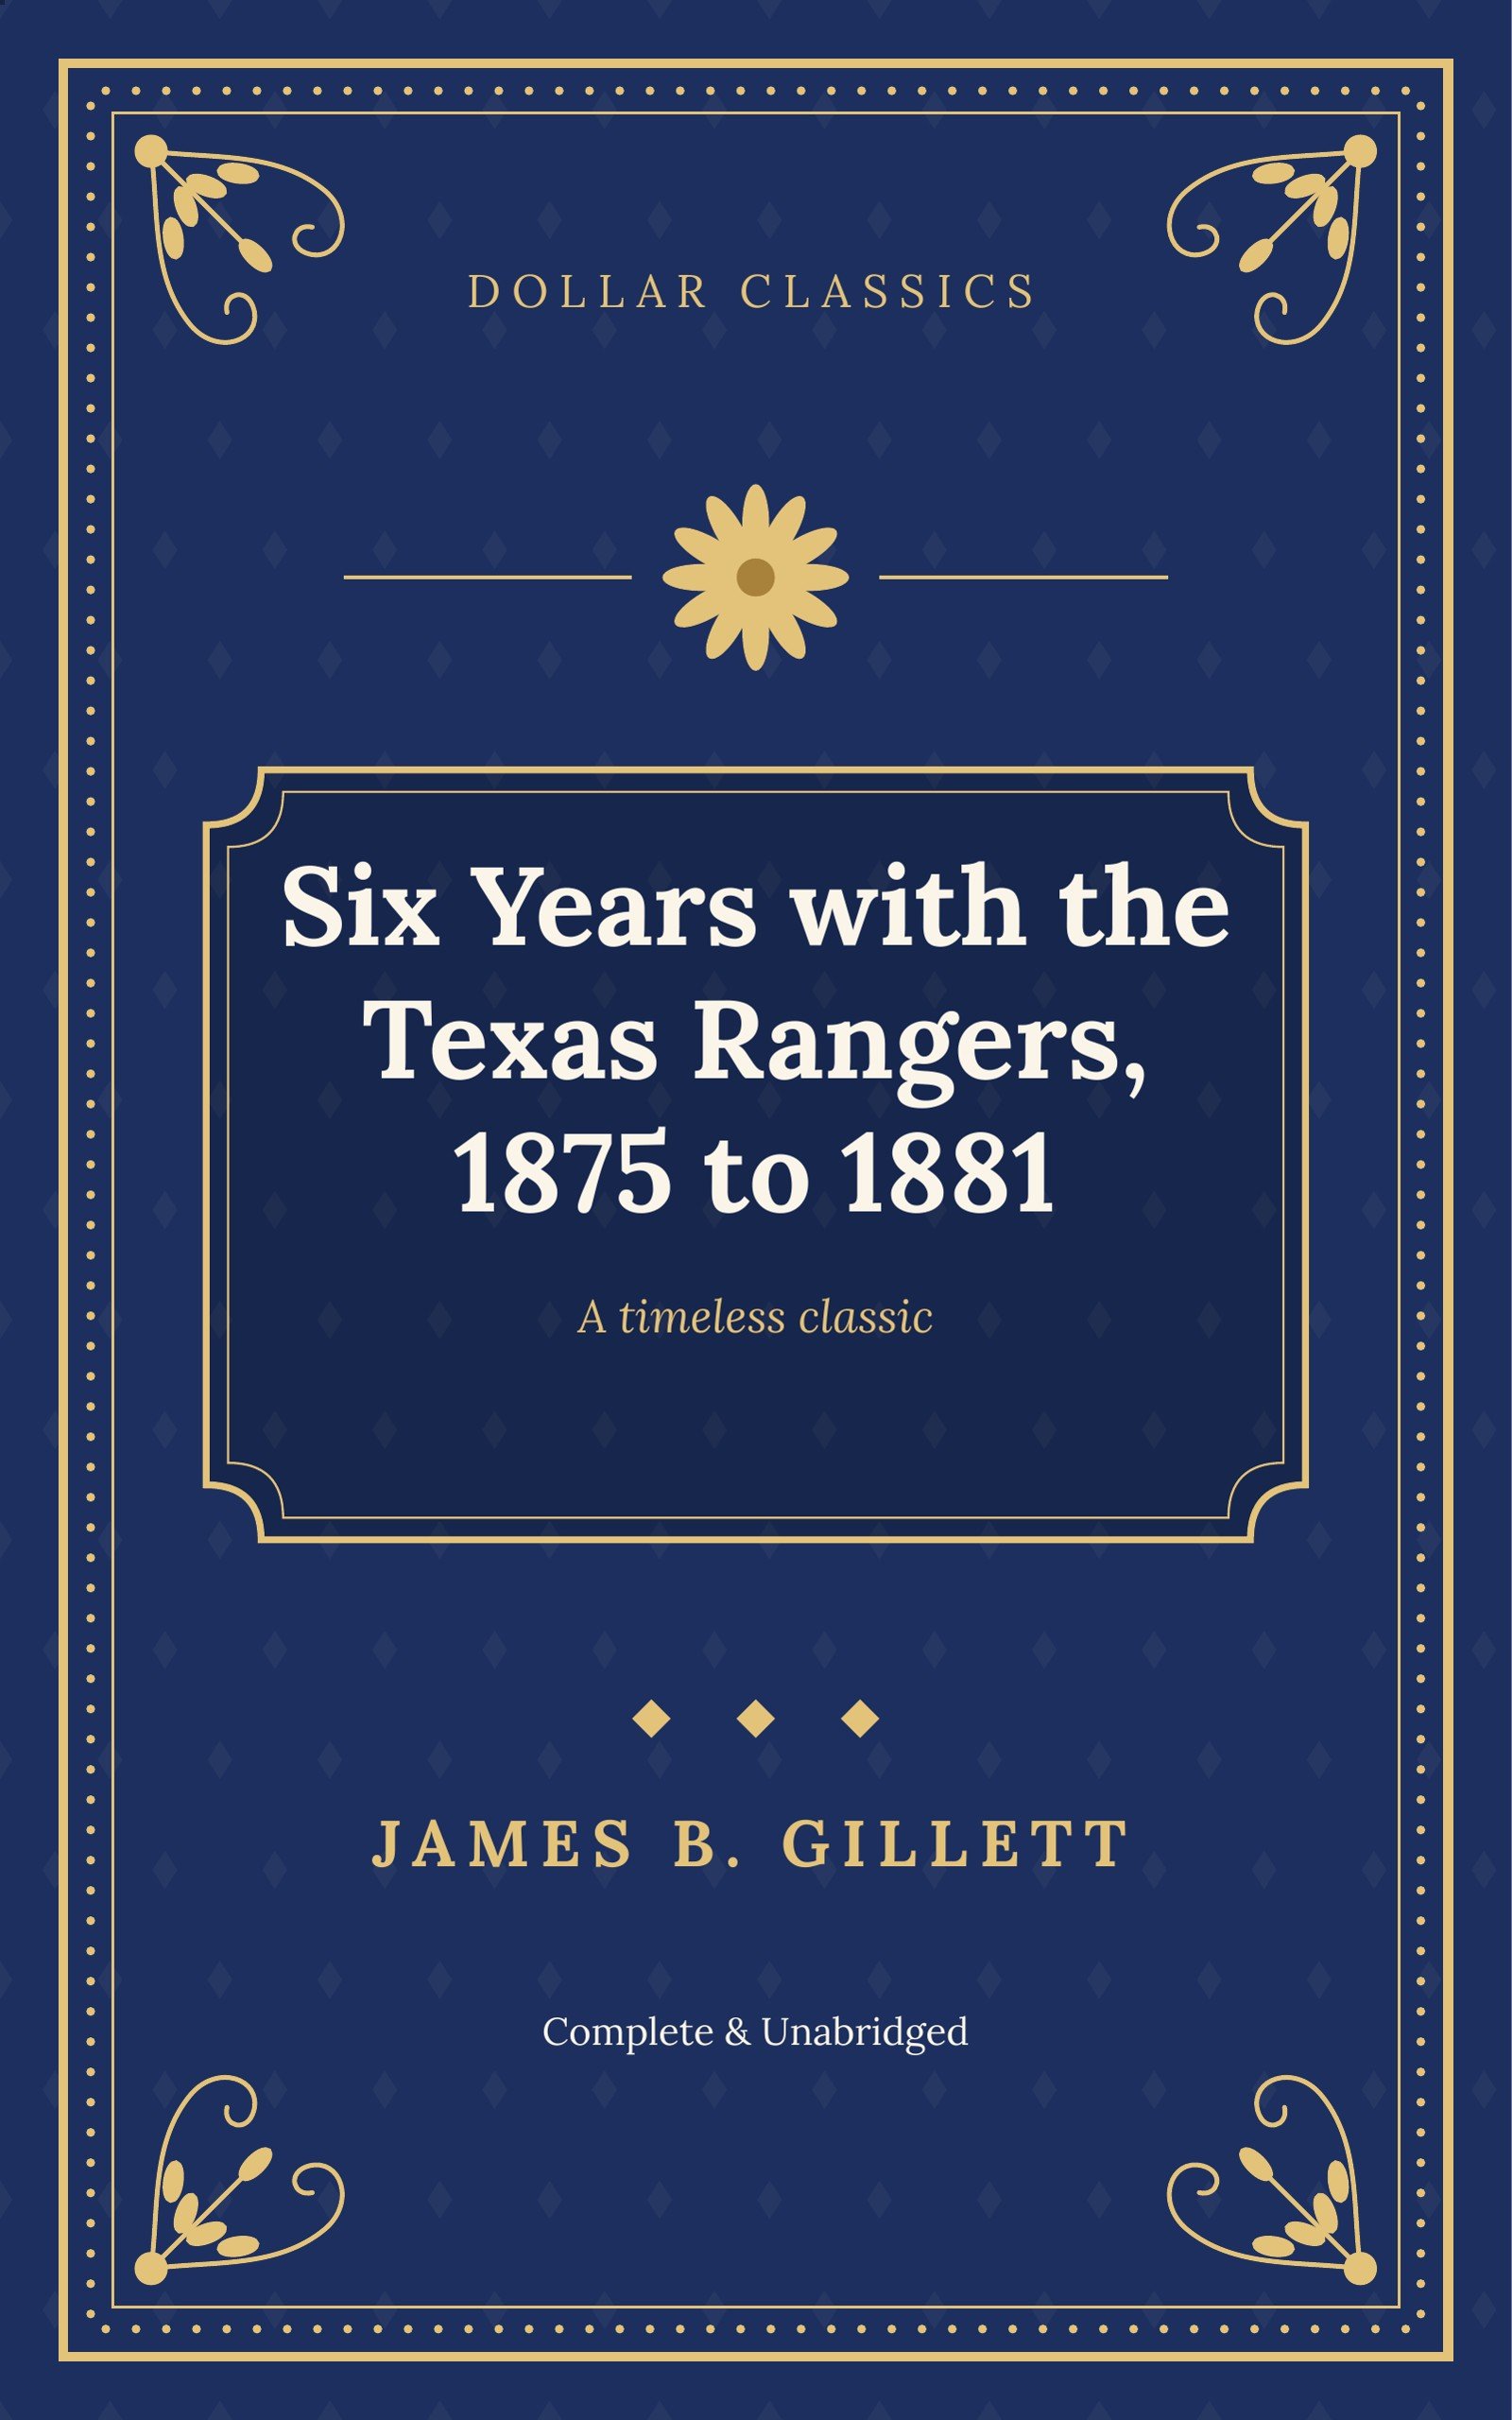 DOLLAR CLASSICS
Six Years with the
Texas Rangers,
1875 to 1881
A timeless classic
JAMES B. GILLETT
Complete & Unabridged